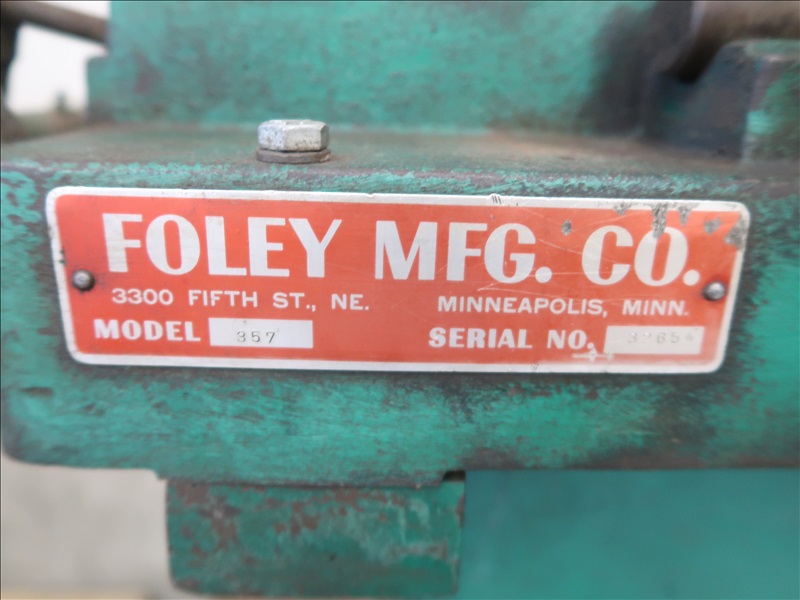 FOLEY MFG. CO.
3300 FIFTH ST., NE. MINNEAPOLIS, MINN.
MODEL 357 SERIAL NO.